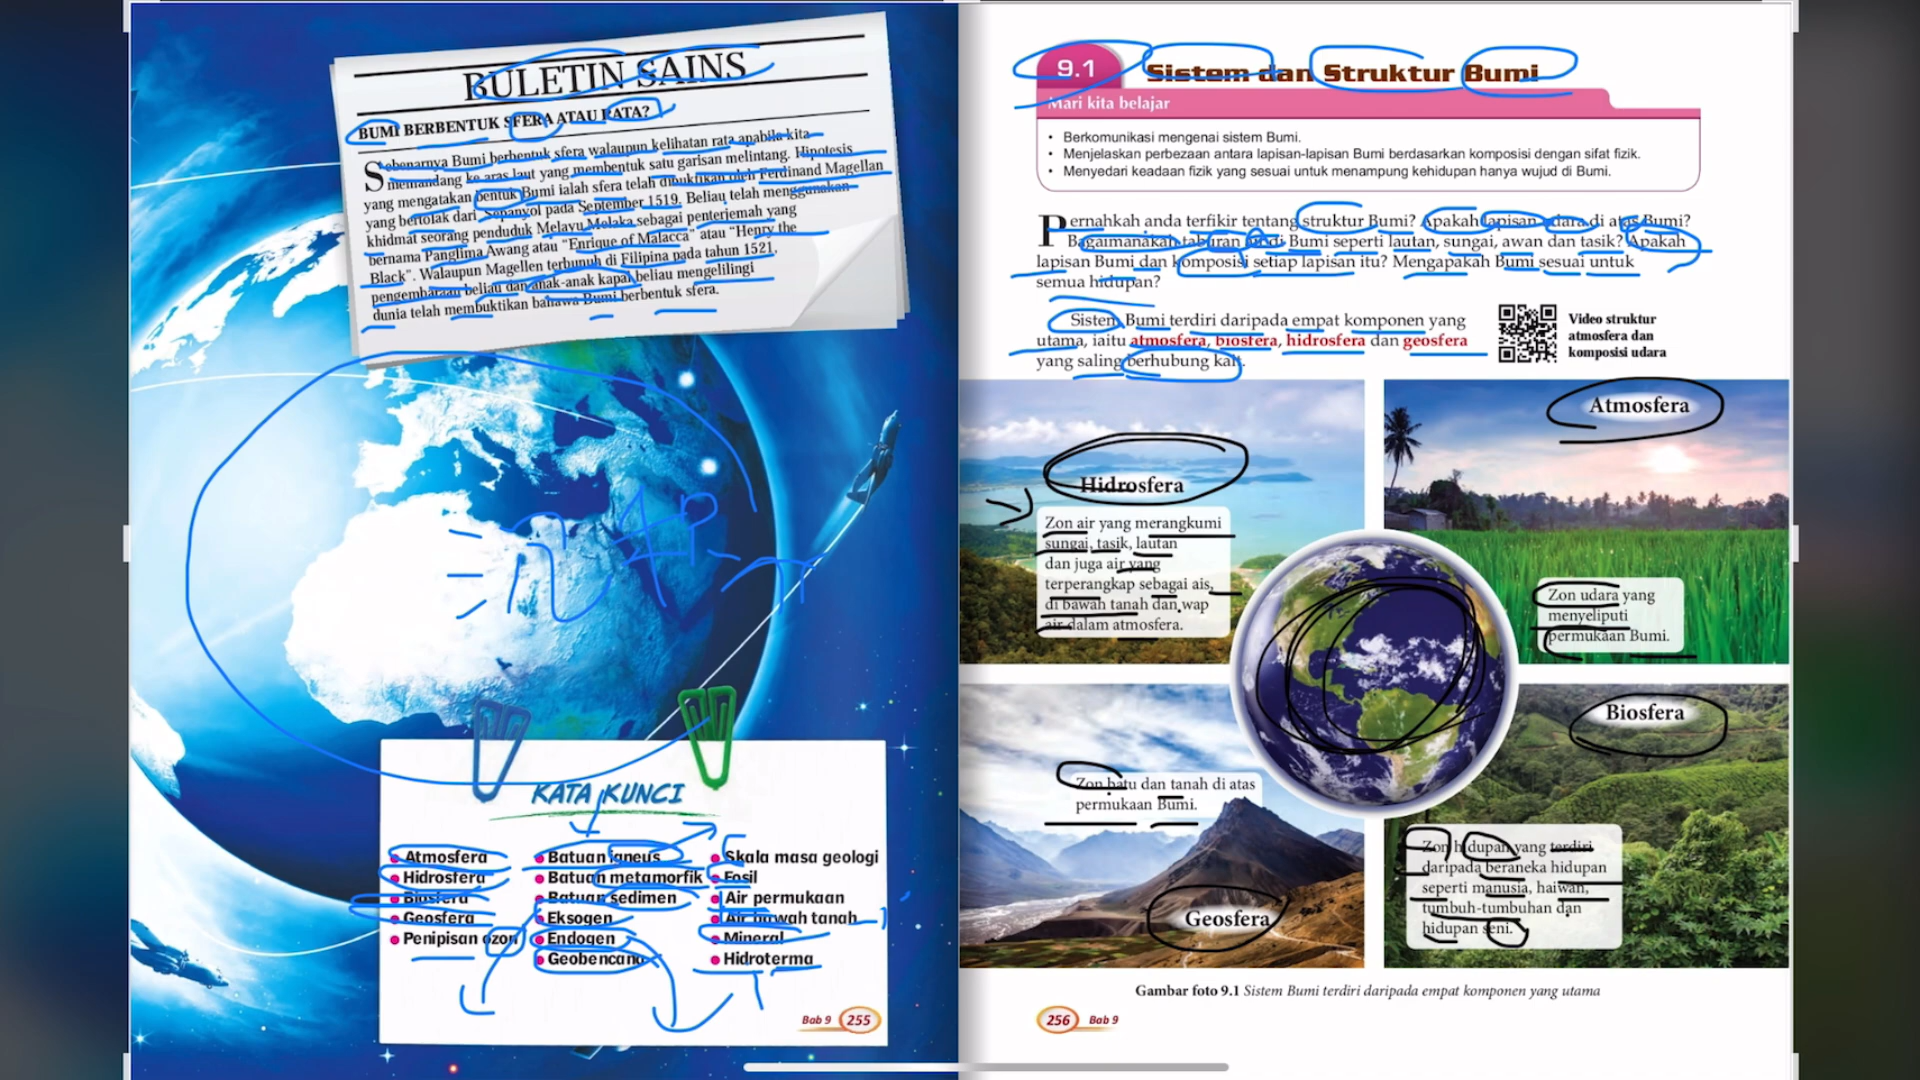 BULETIN SAINS
BUMI BERBENTUK SFERA ATAU RATA?
Sebenarnya Bumi berbentuk sfera walaupun kelihatan rata apabila kita
memandang ke aras laut yang membentuk satu garisan melintang. Hipotesis
yang mengatakan bentuk Bumi ialah sfera telah dibuktikan oleh Ferdinand Magellan
yang bertolak dari Sepanyol pada September 1519. Beliau telah menggunakan
khidmat seorang penduduk Melayu Melaka sebagai penterjemah yang
bernama Panglima Awang atau "Enrique of Malacca" atau "Henry the
Black". Walaupun Magellen terbunuh di Filipina pada tahun 1521,
pengembaraan beliau dan anak-anak kapal beliau mengelilingi
dunia telah membuktikan bahawa Bumi berbentuk sfera.
KATA KUNCI
Atmosfera
Hidrosfera
Biosfera
Geosfera
Penipisan ozon
Batuan igneus
Batuan metamorfik
Batuan sedimen
Eksogen
Endogen
Geobencana
Skala masa geologi
Fosil
Air permukaan
Air bawah tanah
Mineral
Hidroterma
Bab 9 255
9.1 Sistem dan Struktur Bumi
Mari kita belajar
• Berkomunikasi mengenai sistem Bumi.
• Menjelaskan perbezaan antara lapisan-lapisan Bumi berdasarkan komposisi dengan sifat fizik.
• Menyedari keadaan fizik yang sesuai untuk menampung kehidupan hanya wujud di Bumi.
Pernahkah anda terfikir tentang struktur Bumi? Apakah lapisan udara di atas Bumi?
Bagaimanakah taburan air di Bumi seperti lautan, sungai, awan dan tasik? Apakah
lapisan Bumi dan komposisi setiap lapisan itu? Mengapakah Bumi sesuai untuk
semua hidupan?
Sistem Bumi terdiri daripada empat komponen yang
utama, iaitu atmosfera, biosfera, hidrosfera dan geosfera
yang saling berhubung kait.
Video struktur
atmosfera dan
komposisi udara
Hidrosfera
Zon air yang merangkumi
sungai, tasik, lautan
dan juga air yang
terperangkap sebagai ais,
di bawah tanah dan wap
air dalam atmosfera.
Atmosfera
Zon udara yang
menyeliputi
permukaan Bumi.
Zon batu dan tanah di atas
permukaan Bumi.
Geosfera
Biosfera
Zon hidupan yang terdiri
daripada beraneka hidupan
seperti manusia, haiwan,
tumbuh-tumbuhan dan
hidupan seni.
Gambar foto 9.1 Sistem Bumi terdiri daripada empat komponen yang utama
256 Bab 9